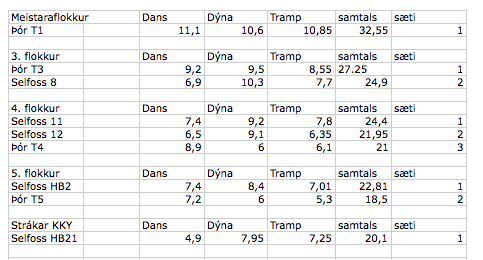 Meistaraflokkur Dans Dýna Tramp samtals sæti
Þór T1 11,1 10,6 10,85 32,55 1
3. flokkur Dans Dýna Tramp samtals sæti
Þór T3 9,2 9,5 8,55 27.25 1
Selfoss 8 6,9 10,3 7,7 24,9 2
4. flokkur Dans Dýna Tramp samtals sæti
Selfoss 11 7,4 9,2 7,8 24,4 1
Selfoss 12 6,5 9,1 6,35 21,95 2
Þór T4 8,9 6 6,1 21 3
5. flokkur Dans Dýna Tramp samtals sæti
Selfoss HB2 7,4 8,4 7,01 22,81 1
Þór T5 7,2 6 5,3 18,5 2
Strákar KKY Dans Dýna Tramp samtals sæti
Selfoss HB21 4,9 7,95 7,25 20,1 1